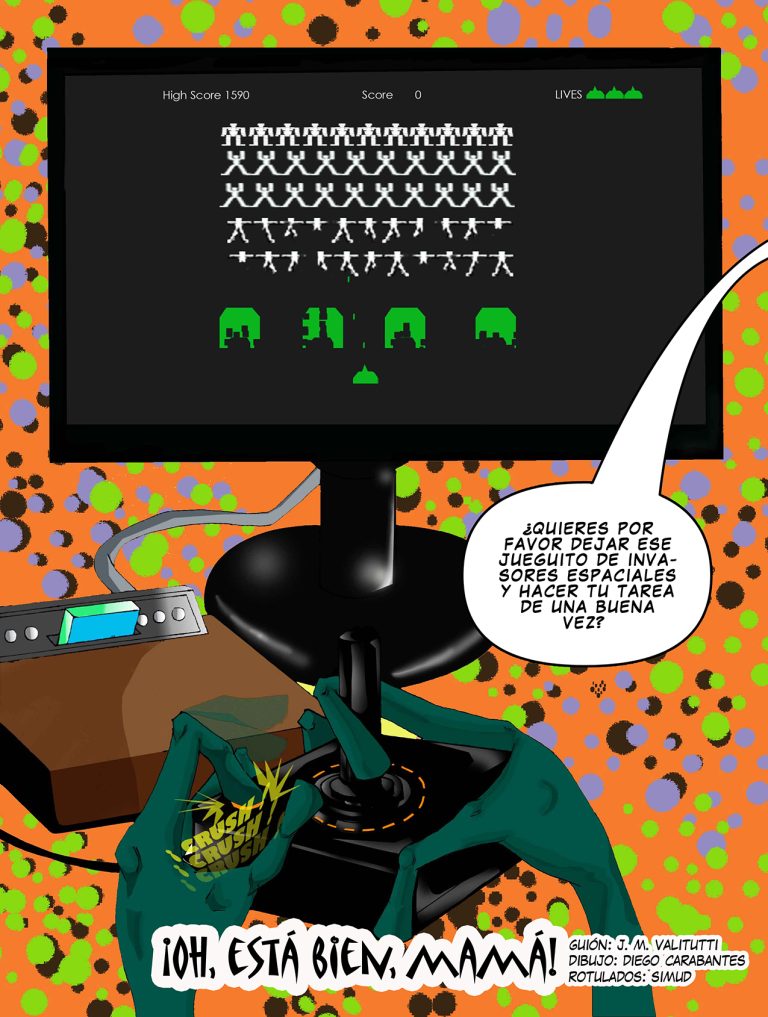 High Score 1590 Score 0 LIVES
¿QUIERES POR
FAVOR DEJAR ESE
JUEGUITO DE INVA-
SORES ESPACIALES
Y HACER TU TAREA
DE UNA BUENA
VEZ?
CRUSH
CRUSH
CRUSH
¡OH, ESTÁ BIEN, MAMÁ!
GUIÓN: J. M. VALITUTTI
DIBUJO: DIEGO CARABANTES
ROTULADOS: SIMUD